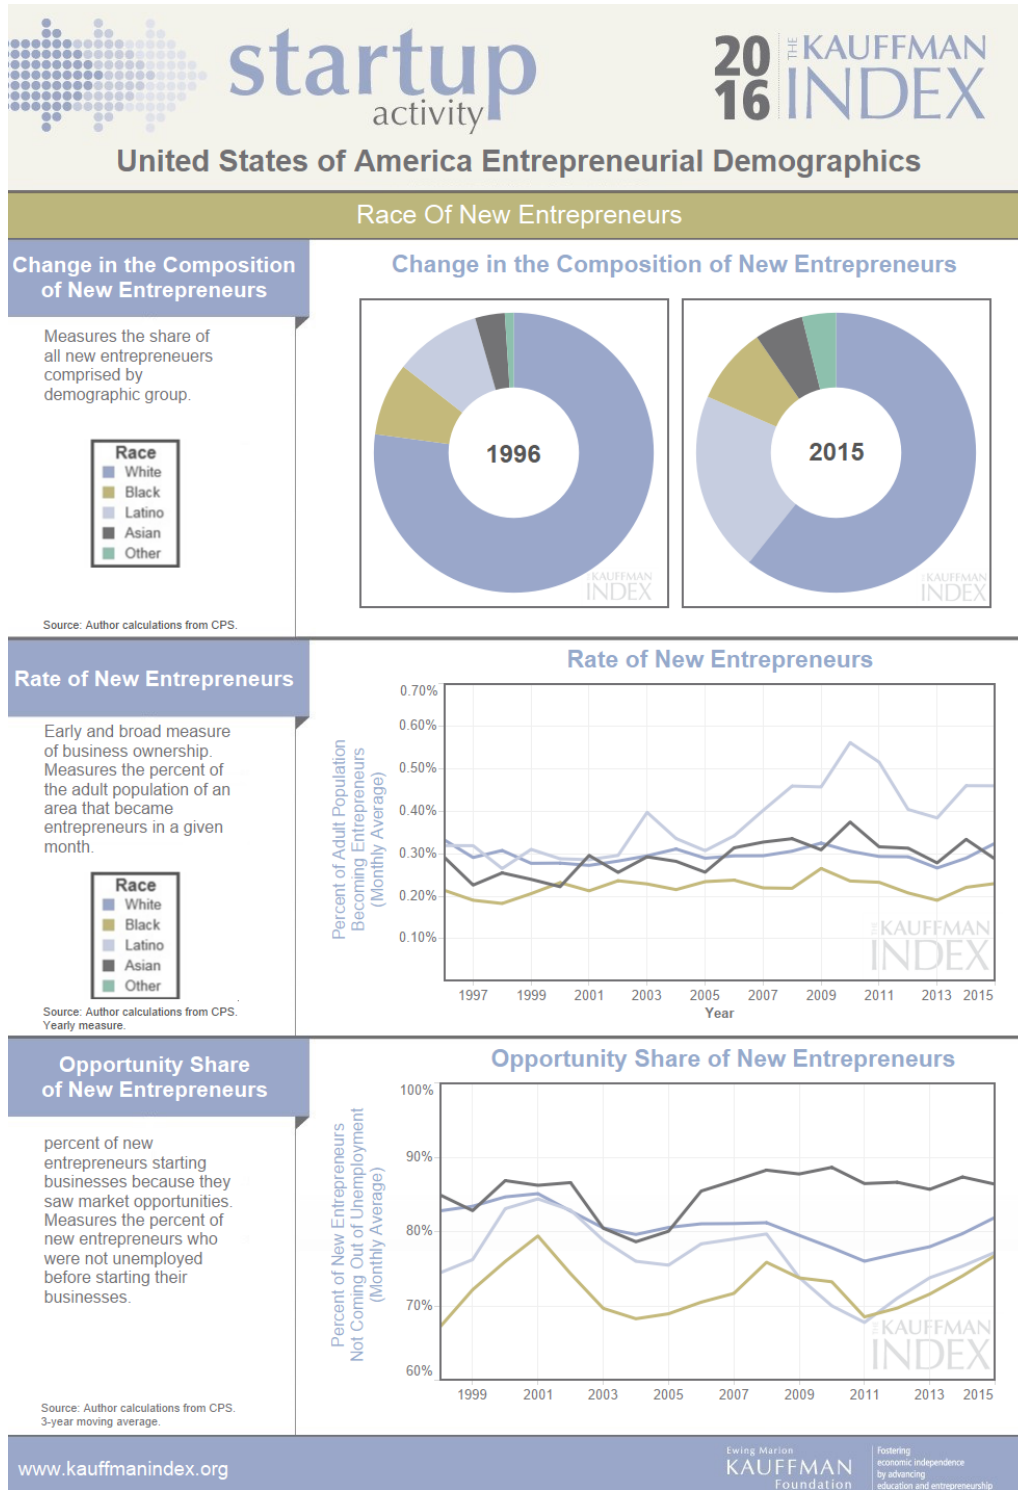 startup
activity
20
16
THE
KAUFFMAN
INDEX
United States of America Entrepreneurial Demographics
Race Of New Entrepreneurs
Change in the Composition
of New Entrepreneurs
Measures the share of
all new entrepreneuers
comprised by
demographic group.
Race
White
Black
Latino
Asian
Other
Source: Author calculations from CPS.
Change in the Composition of New Entrepreneurs
1996
THE KAUFFMAN
INDEX
2015
THE KAUFFMAN
INDEX
Rate of New Entrepreneurs
Early and broad measure
of business ownership.
Measures the percent of
the adult population of an
area that became
entrepreneurs in a given
month.
Race
White
Black
Latino
Asian
Other
Source: Author calculations from CPS.
Yearly measure.
Rate of New Entrepreneurs
Percent of Adult Population
Becoming Entrepreneurs
(Monthly Average)
0.70%
0.60%
0.50%
0.40%
0.30%
0.20%
0.10%
THE KAUFFMAN
INDEX
1997 1999 2001 2003 2005 2007 2009 2011 2013 2015
Year
Opportunity Share
of New Entrepreneurs
percent of new
entrepreneurs starting
businesses because they
saw market opportunities.
Measures the percent of
new entrepreneurs who
were not unemployed
before starting their
businesses.
Source: Author calculations from CPS.
3-year moving average.
Opportunity Share of New Entrepreneurs
Percent of New Entrepreneurs
Not Coming Out of Unemployment
(Monthly Average)
100%
90%
80%
70%
60%
THE KAUFFMAN
INDEX
1999 2001 2003 2005 2007 2009 2011 2013 2015
www.kauffmanindex.org
Ewing Marion
KAUFFMAN
Foundation
Fostering
economic independence
by advancing
education and entrepreneurship